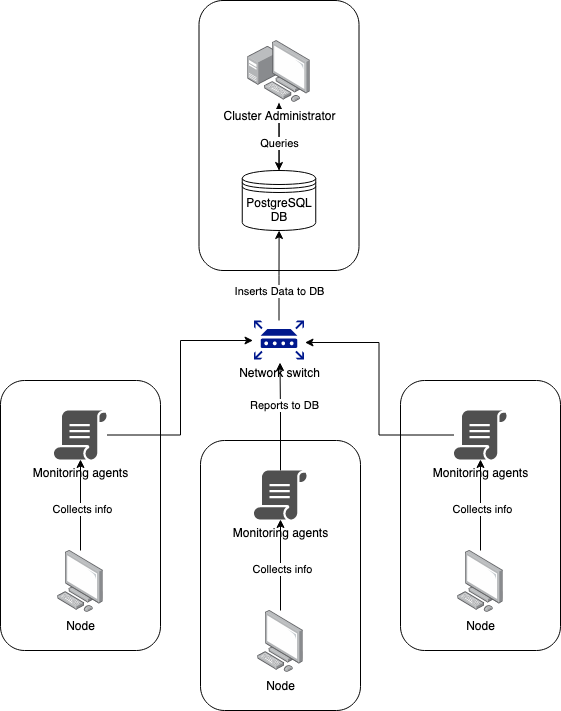 Cluster Administrator
Queries
PostgreSQL
DB
Inserts Data to DB
Network switch
Reports to DB
Monitoring agents
Collects info
Node
Monitoring agents
Collects info
Node
Monitoring agents
Collects info
Node